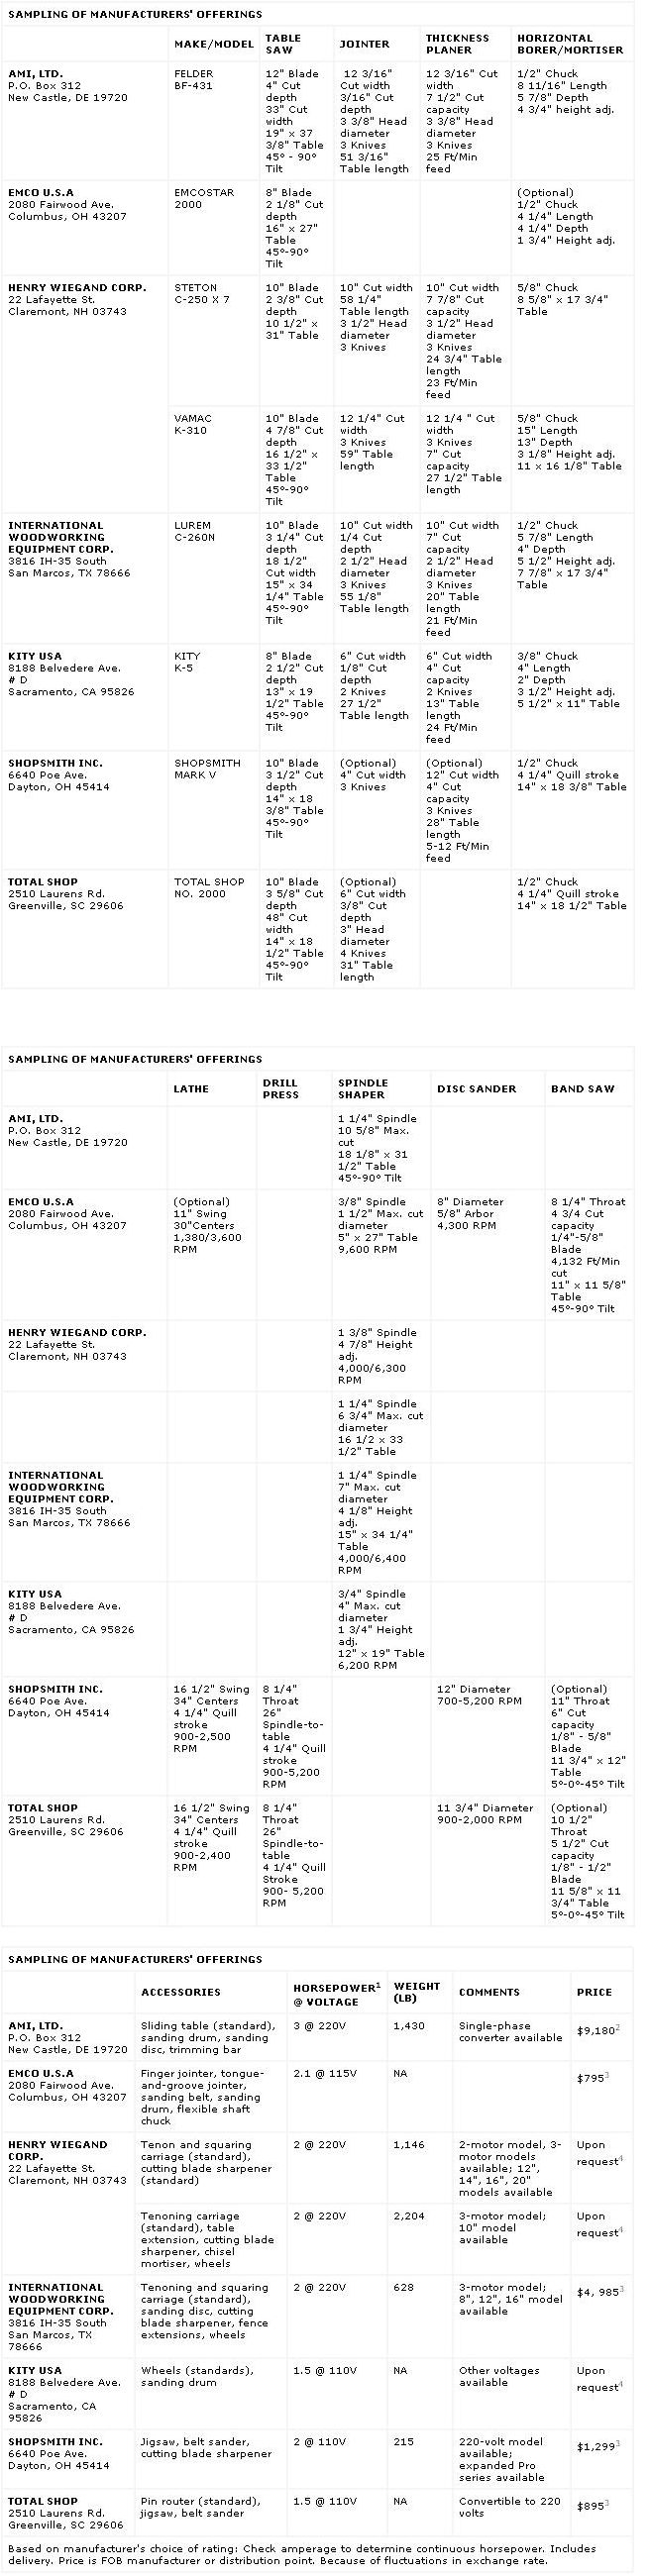 SAMPLING OF MANUFACTURERS' OFFERINGS
MAKE/MODEL
TABLE
SAW
JOINTER
THICKNESS
PLANER
HORIZONTAL
BORER/MORTISER
AMI, LTD.
P.O. Box 312
New Castle, DE 19720
FELDER
BF-431
12" Blade
4" Cut
depth
33" Cut
width
19" x 37
3/8" Table
45° - 90°
Tilt
12 3/16"
Cut width
3/16" Cut
depth
3 3/8" Head
diameter
3 Knives
51 3/16"
Table length
12 3/16" Cut
width
7 1/2" Cut
capacity
3 3/8" Head
diameter
3 Knives
25 Ft/Min
feed
1/2" Chuck
8 11/16" Length
5 7/8" Depth
4 3/4" height adj.
EMCO U.S.A
2080 Fairwood Ave.
Columbus, OH 43207
EMCOSTAR
2000
8" Blade
2 1/8" Cut
depth
16" x 27"
Table
45°-90°
Tilt
(Optional)
1/2" Chuck
4 1/4" Length
4 1/4" Depth
1 3/4" Height adj.
HENRY WIEGAND CORP.
22 Lafayette St.
Claremont, NH 03743
STETON
C-250 X 7
10" Blade
2 3/8" Cut
depth
10 1/2" x
31" Table
10" Cut width
58 1/4"
Table length
3 1/2" Head
diameter
3 Knives
10" Cut width
7 7/8" Cut
capacity
3 1/2" Head
diameter
3 Knives
24 3/4" Table
length
23 Ft/Min
feed
5/8" Chuck
8 5/8" x 17 3/4"
Table
VAMAC
K-310
10" Blade
4 7/8" Cut
depth
16 1/2" x
33 1/2"
Table
45°-90°
Tilt
12 1/4" Cut
width
3 Knives
59" Table
length
12 1/4 " Cut
width
3 Knives
7" Cut
capacity
27 1/2" Table
length
5/8" Chuck
15" Length
13" Depth
3 1/8" Height adj.
11 x 16 1/8" Table
INTERNATIONAL
WOODWORKING
EQUIPMENT CORP.
3816 IH-35 South
San Marcos, TX 78666
LUREM
C-260N
10" Blade
3 1/4" Cut
depth
18 1/2"
Cut width
15" x 34
1/4" Table
45°-90°
Tilt
10" Cut width
1/4 Cut
depth
2 1/2" Head
diameter
3 Knives
55 1/8"
Table length
10" Cut width
7" Cut
capacity
2 1/2" Head
diameter
3 Knives
20" Table
length
21 Ft/Min
feed
1/2" Chuck
5 7/8" Length
4" Depth
5 1/2" Height adj.
7 7/8" x 17 3/4"
Table
KITY USA
8188 Belvedere Ave.
# D
Sacramento, CA 95826
KITY
K-5
8" Blade
2 1/2" Cut
depth
13" x 19
1/2" Table
45°-90°
Tilt
6" Cut width
1/8" Cut
depth
2 Knives
27 1/2"
Table length
6" Cut width
4" Cut
capacity
2 Knives
13" Table
length
24 Ft/Min
feed
3/8" Chuck
4" Length
2" Depth
3 1/2" Height adj.
5 1/2" x 11" Table
SHOPSMITH INC.
6640 Poe Ave.
Dayton, OH 45414
SHOPSMITH
MARK V
10" Blade
3 1/2" Cut
depth
14" x 18
3/8" Table
45°-90°
Tilt
(Optional)
4" Cut width
3 Knives
(Optional)
12" Cut width
4" Cut
capacity
3 Knives
28" Table
length
5-12 Ft/Min
feed
1/2" Chuck
4 1/4" Quill stroke
14" x 18 3/8" Table
TOTAL SHOP
2510 Laurens Rd.
Greenville, SC 29606
TOTAL SHOP
NO. 2000
10" Blade
3 5/8" Cut
depth
48" Cut
width
14" x 18
1/2" Table
45°-90°
Tilt
(Optional)
6" Cut width
3/8" Cut
depth
3" Head
diameter
4 Knives
31" Table
length
1/2" Chuck
4 1/4" Quill stroke
14" x 18 1/2" Table
SAMPLING OF MANUFACTURERS' OFFERINGS
LATHE
DRILL
PRESS
SPINDLE
SHAPER
DISC SANDER
BAND SAW
AMI, LTD.
P.O. Box 312
New Castle, DE 19720
1 1/4" Spindle
10 5/8" Max.
cut
18 1/8" x 31
1/2" Table
45°-90° Tilt
EMCO U.S.A
2080 Fairwood Ave.
Columbus, OH 43207
(Optional)
11" Swing
30"Centers
1,380/3,600
RPM
3/8" Spindle
1 1/2" Max. cut
diameter
5" x 27" Table
9,600 RPM
8" Diameter
5/8" Arbor
4,300 RPM
8 1/4" Throat
4 3/4 Cut
capacity
1/4"-5/8"
Blade
4,132 Ft/Min
cut
11" x 11 5/8"
Table
45°-90° Tilt
HENRY WIEGAND CORP.
22 Lafayette St.
Claremont, NH 03743
1 3/8" Spindle
4 7/8" Height
adj.
4,000/6,300
RPM
1 1/4" Spindle
6 3/4" Max. cut
diameter
16 1/2 x 33
1/2" Table
INTERNATIONAL
WOODWORKING
EQUIPMENT CORP.
3816 IH-35 South
San Marcos, TX 78666
1 1/4" Spindle
7" Max. cut
diameter
4 1/8" Height
adj.
15" x 34 1/4"
Table
4,000/6,400
RPM
KITY USA
8188 Belvedere Ave.
# D
Sacramento, CA 95826
3/4" Spindle
4" Max. cut
diameter
1 3/4" Height
adj.
12" x 19" Table
6,200 RPM
SHOPSMITH INC.
6640 Poe Ave.
Dayton, OH 45414
16 1/2" Swing
34" Centers
4 1/4" Quill
stroke
900-2,500
RPM
8 1/4"
Throat
26"
Spindle-to-
table
4 1/4" Quill
stroke
900-5,200
RPM
12" Diameter
700-5,200 RPM
(Optional)
11" Throat
6" Cut
capacity
1/8" - 5/8"
Blade
11 3/4" x 12"
Table
5°-0°-45° Tilt
TOTAL SHOP
2510 Laurens Rd.
Greenville, SC 29606
16 1/2" Swing
34" Centers
4 1/4" Quill
stroke
900-2,400
RPM
8 1/4"
Throat
26"
Spindle-to-
table
4 1/4" Quill
Stroke
900- 5,200
RPM
11 3/4" Diameter
900-2,000 RPM
(Optional)
10 1/2"
Throat
5 1/2" Cut
capacity
1/8" - 1/2"
Blade
11 5/8" x 11
3/4" Table
5°-0°-45° Tilt
SAMPLING OF MANUFACTURERS' OFFERINGS
ACCESSORIES
HORSEPOWER¹
@ VOLTAGE
WEIGHT
(LB)
COMMENTS
PRICE
AMI, LTD.
P.O. Box 312
New Castle, DE 19720
Sliding table (standard),
sanding drum, sanding
disc, trimming bar
3 @ 220V
1,430
Single-phase
converter available
$9,180²
EMCO U.S.A
2080 Fairwood Ave.
Columbus, OH 43207
Finger jointer, tongue-
and-groove jointer,
sanding belt, sanding
drum, flexible shaft
chuck
2.1 @ 115V
NA
$795³
HENRY WIEGAND
CORP.
22 Lafayette St.
Claremont, NH 03743
Tenon and squaring
carriage (standard),
cutting blade sharpener
(standard)
2 @ 220V
1,146
2-motor model, 3-
motor models
available; 12",
14", 16", 20"
models available
Upon
request⁴
Tenoning carriage
(standard), table
extension, cutting blade
sharpener, chisel
mortiser, wheels
2 @ 220V
2,204
3-motor model;
10" model
available
Upon
request⁴
INTERNATIONAL
WOODWORKING
EQUIPMENT CORP.
3816 IH-35 South
San Marcos, TX
78666
Tenoning and squaring
carriage (standard),
sanding disc, cutting
blade sharpener, fence
extensions, wheels
2 @ 220V
628
3-motor model;
8", 12", 16" model
available
$4, 985³
KITY USA
8188 Belvedere Ave.
# D
Sacramento, CA
95826
Wheels (standards),
sanding drum
1.5 @ 110V
NA
Other voltages
available
Upon
request⁴
SHOPSMITH INC.
6640 Poe Ave.
Dayton, OH 45414
Jigsaw, belt sander,
cutting blade sharpener
2 @ 110V
215
220-volt model
available;
expanded Pro
series available
$1,299³
TOTAL SHOP
2510 Laurens Rd.
Greenville, SC 29606
Pin router (standard),
jigsaw, belt sander
1.5 @ 110V
NA
Convertible to 220
volts
$895³
Based on manufacturer's choice of rating: Check amperage to determine continuous horsepower. Includes
delivery. Price is FOB manufacturer or distribution point. Because of fluctuations in exchange rate.